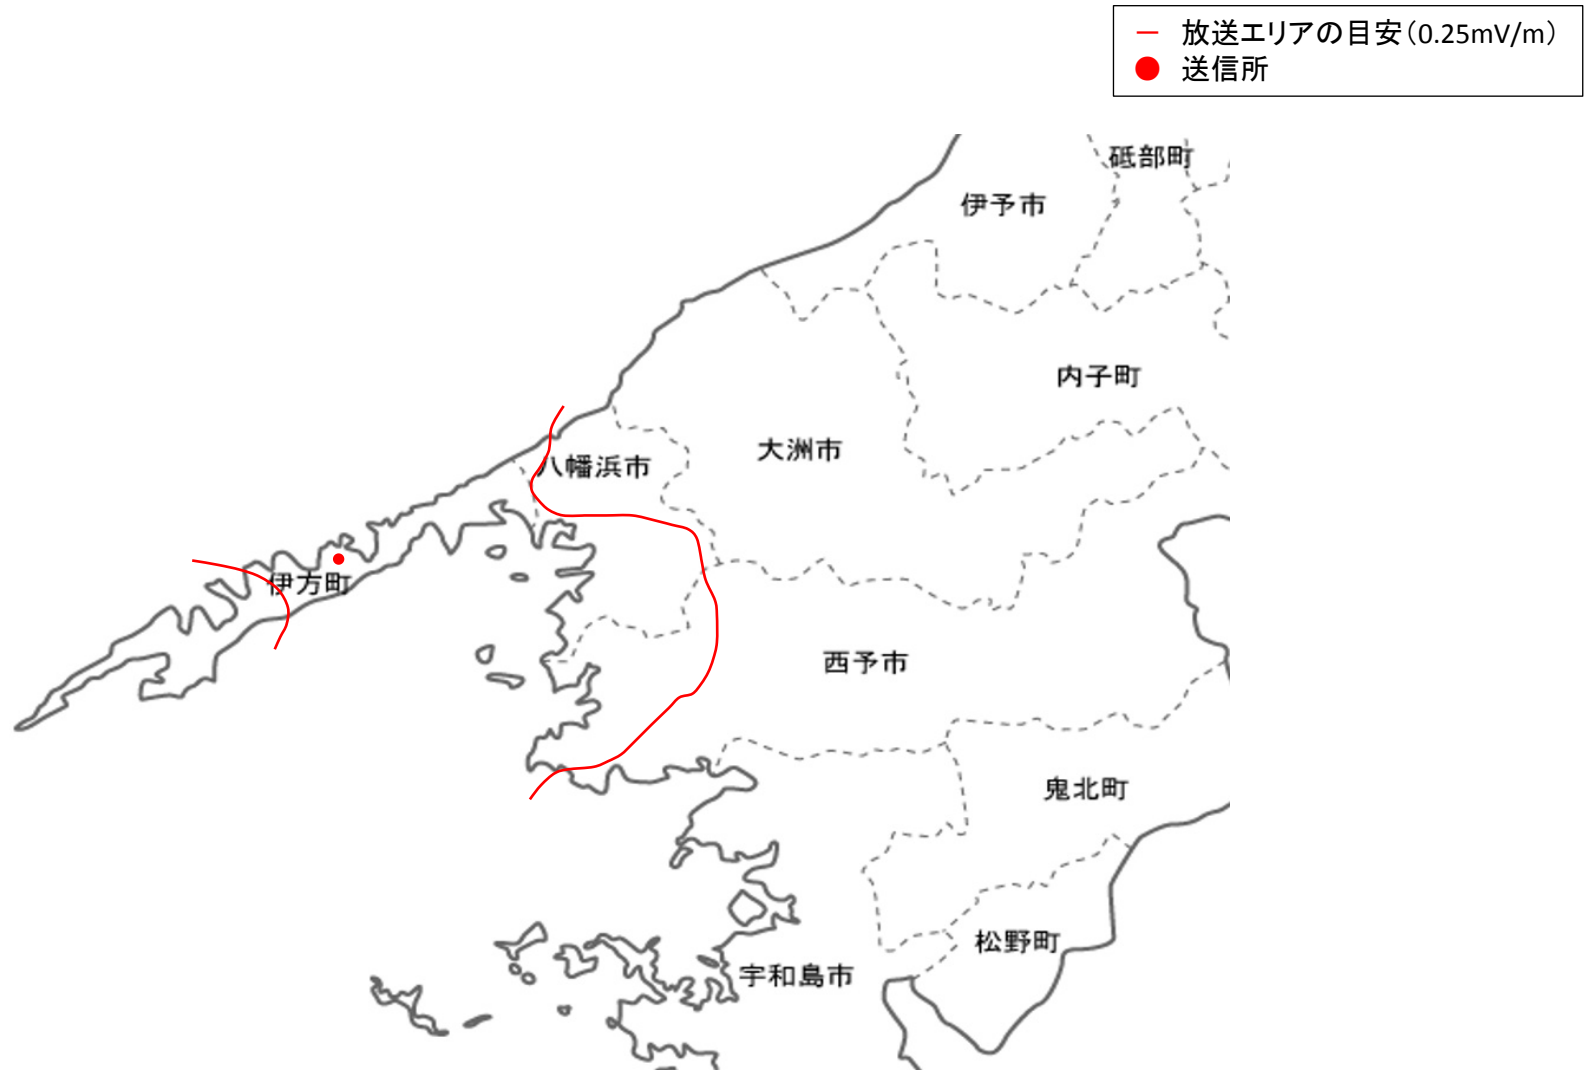 ― 放送エリアの目安(0.25mV/m)
● 送信所
砥部町
伊予市
内子町
大洲市
八幡浜市
伊方町
西予市
鬼北町
松野町
宇和島市